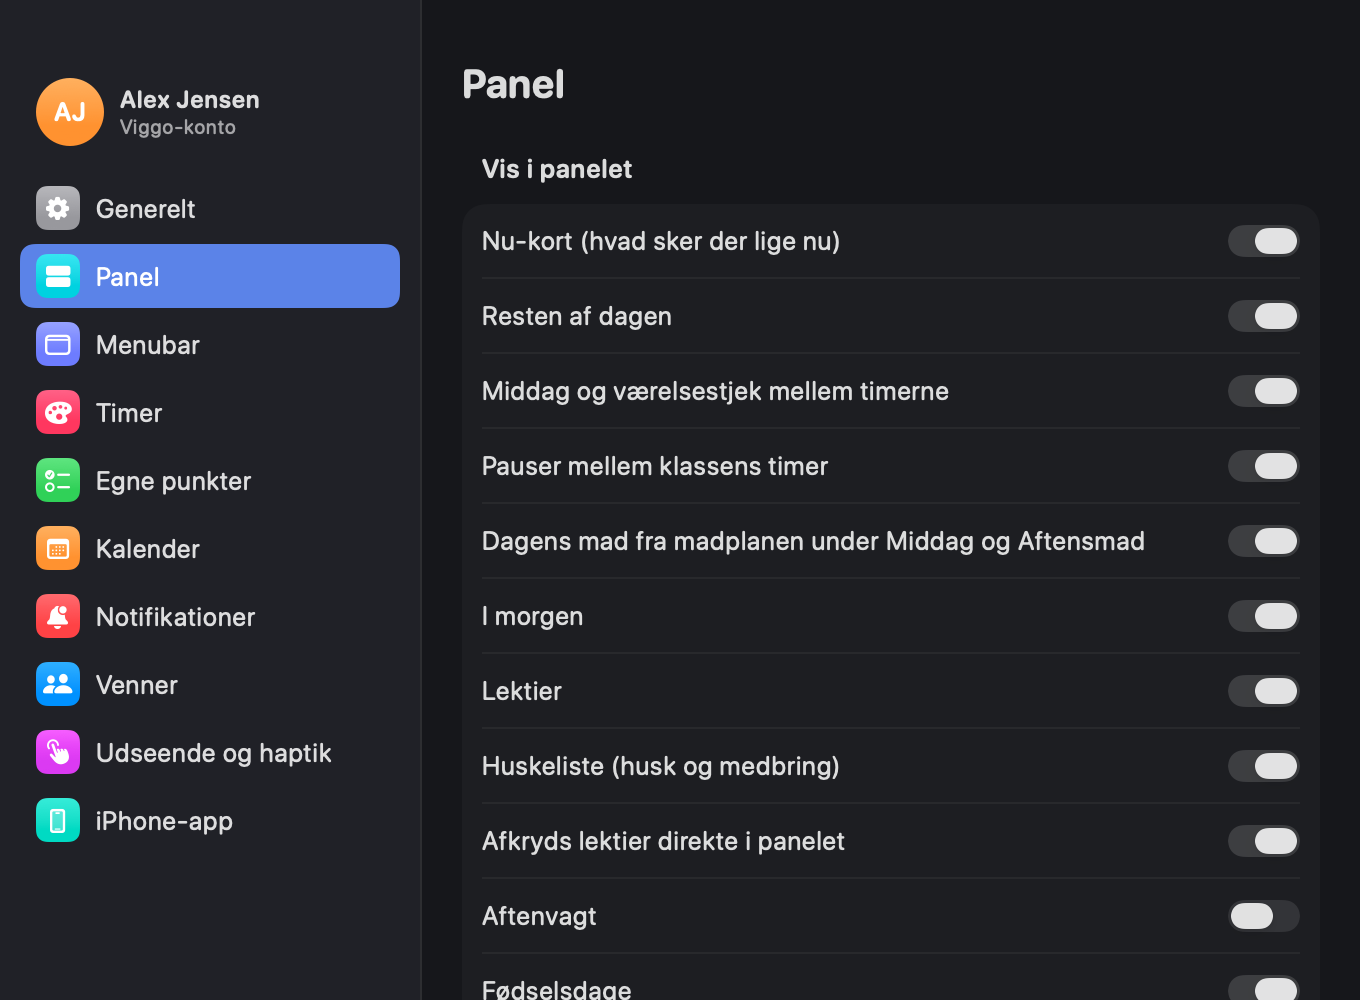 AJ
Alex Jensen
Viggo-konto
Generelt
Panel
Menubar
Timer
Egne punkter
Kalender
Notifikationer
Venner
Udseende og haptik
iPhone-app
Panel
Vis i panelet
Nu-kort (hvad sker der lige nu)
Resten af dagen
Middag og værelsestjek mellem timerne
Pauser mellem klassens timer
Dagens mad fra madplanen under Middag og Aftensmad
I morgen
Lektier
Huskeliste (husk og medbring)
Afkryds lektier direkte i panelet
Aftenvagt
Fødselsdage